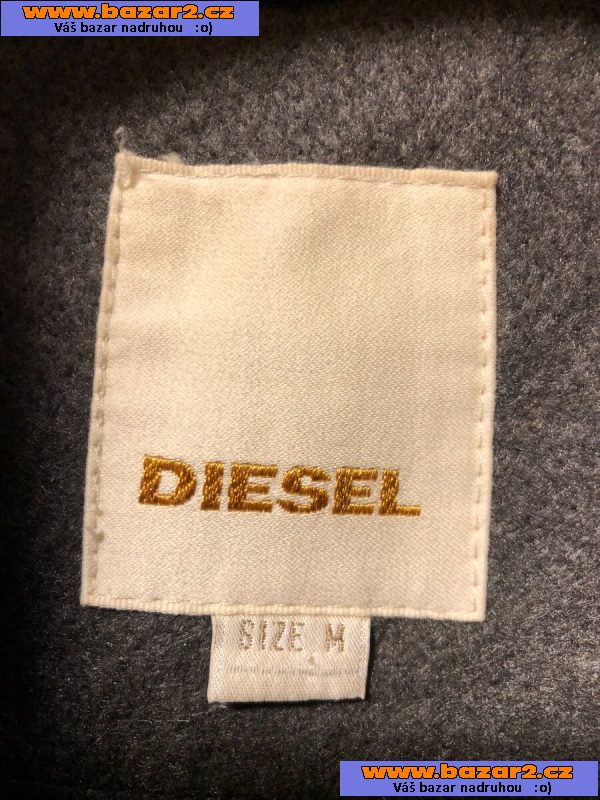 www.bazar2.cz
Váš bazar nadruhou :o)
DIESEL
SIZE M
www.bazar2.cz
Váš bazar nadruhou :o)